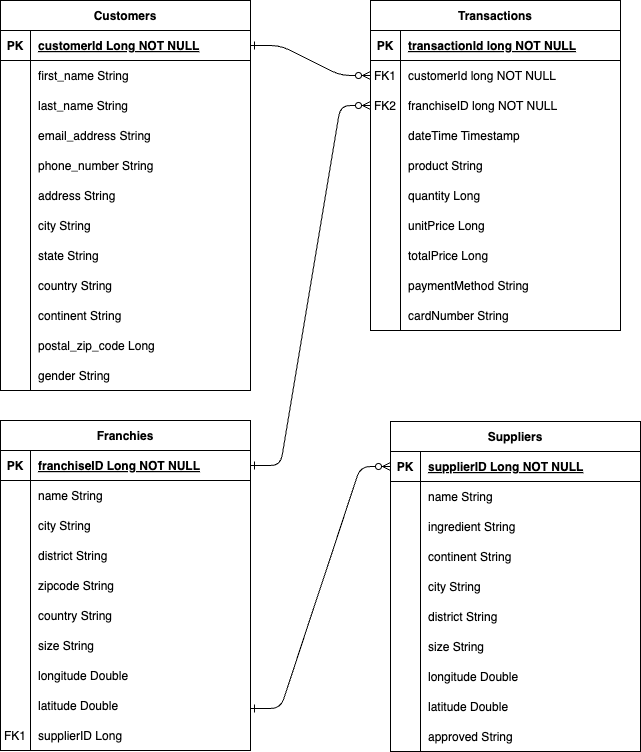 Customers
PK customerId Long NOT NULL
first_name String
last_name String
email_address String
phone_number String
address String
city String
state String
country String
continent String
postal_zip_code Long
gender String
Transactions
PK transactionId long NOT NULL
FK1 customerId long NOT NULL
FK2 franchiseID long NOT NULL
dateTime Timestamp
product String
quantity Long
unitPrice Long
totalPrice Long
paymentMethod String
cardNumber String
Franchies
PK franchiseID Long NOT NULL
name String
city String
district String
zipcode String
country String
size String
longitude Double
latitude Double
FK1 supplierID Long
Suppliers
PK supplierID Long NOT NULL
name String
ingredient String
continent String
city String
district String
size String
longitude Double
latitude Double
approved String